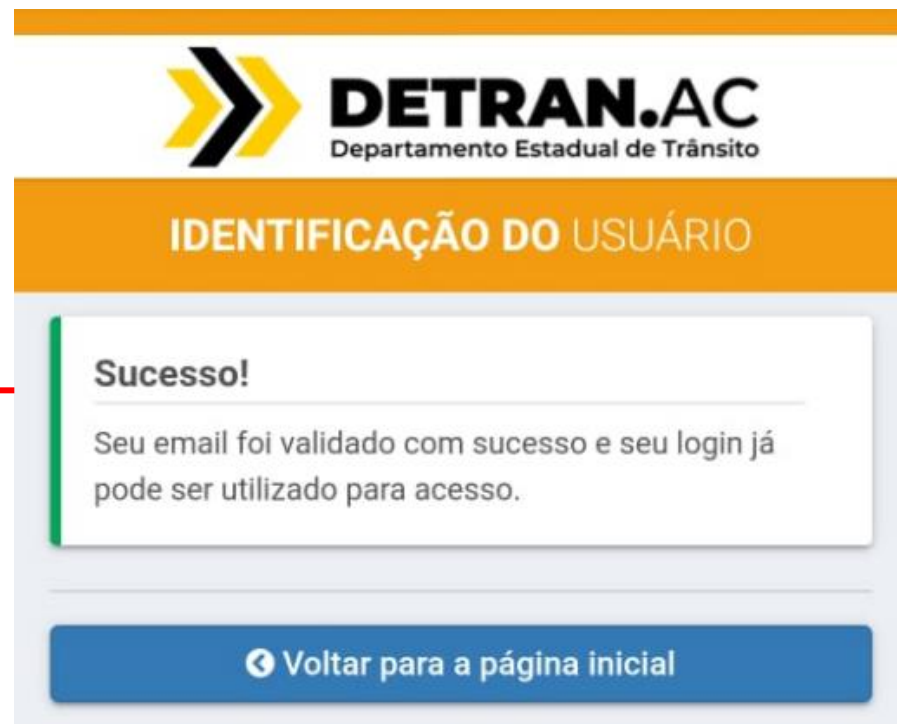 DETRAN.AC
Departamento Estadual de Trânsito
IDENTIFICAÇÃO DO USUÁRIO
Sucesso!
Seu email foi validado com sucesso e seu login já
pode ser utilizado para acesso.
Voltar para a página inicial